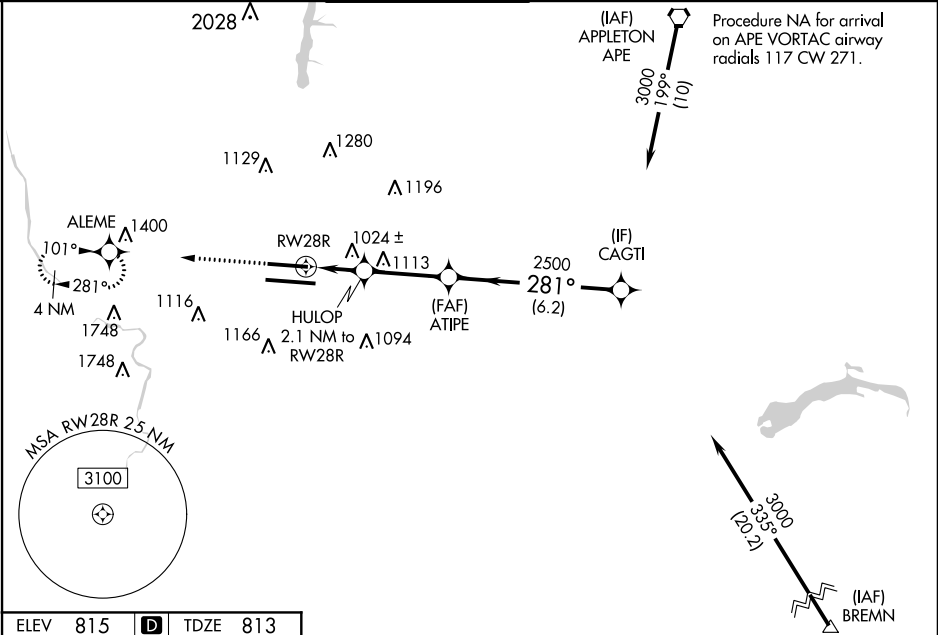 2028
(IAF)
APPLETON
APE
Procedure NA for arrival
on APE VORTAC airway
radials 117 CW 271.
3000
199°
(10)
1280
1129
1196
ALEME
1400
101°
281°
4 NM
RW28R
1024 ±
1113
(IF)
CAGTI
2500
281°
(6.2)
(FAF)
ATIPE
HULOP
2.1 NM to
RW28R
1116
1748
1166
1094
1748
MSA RW28R 25 NM
3100
3000
335°
(20.2)
(IAF)
BREMN
ELEV 815 D TDZE 813